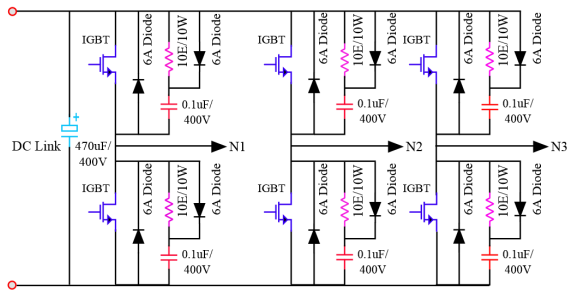 IGBT
6A Diode
10E/10W
6A Diode
0.1uF/
400V
IGBT
6A Diode
10E/10W
6A Diode
0.1uF/
400V
IGBT
6A Diode
10E/10W
6A Diode
0.1uF/
400V
+
DC Link
470uF/
400V
N1
N2
N3
IGBT
6A Diode
10E/10W
6A Diode
0.1uF/
400V
IGBT
6A Diode
10E/10W
6A Diode
0.1uF/
400V
IGBT
6A Diode
10E/10W
6A Diode
0.1uF/
400V